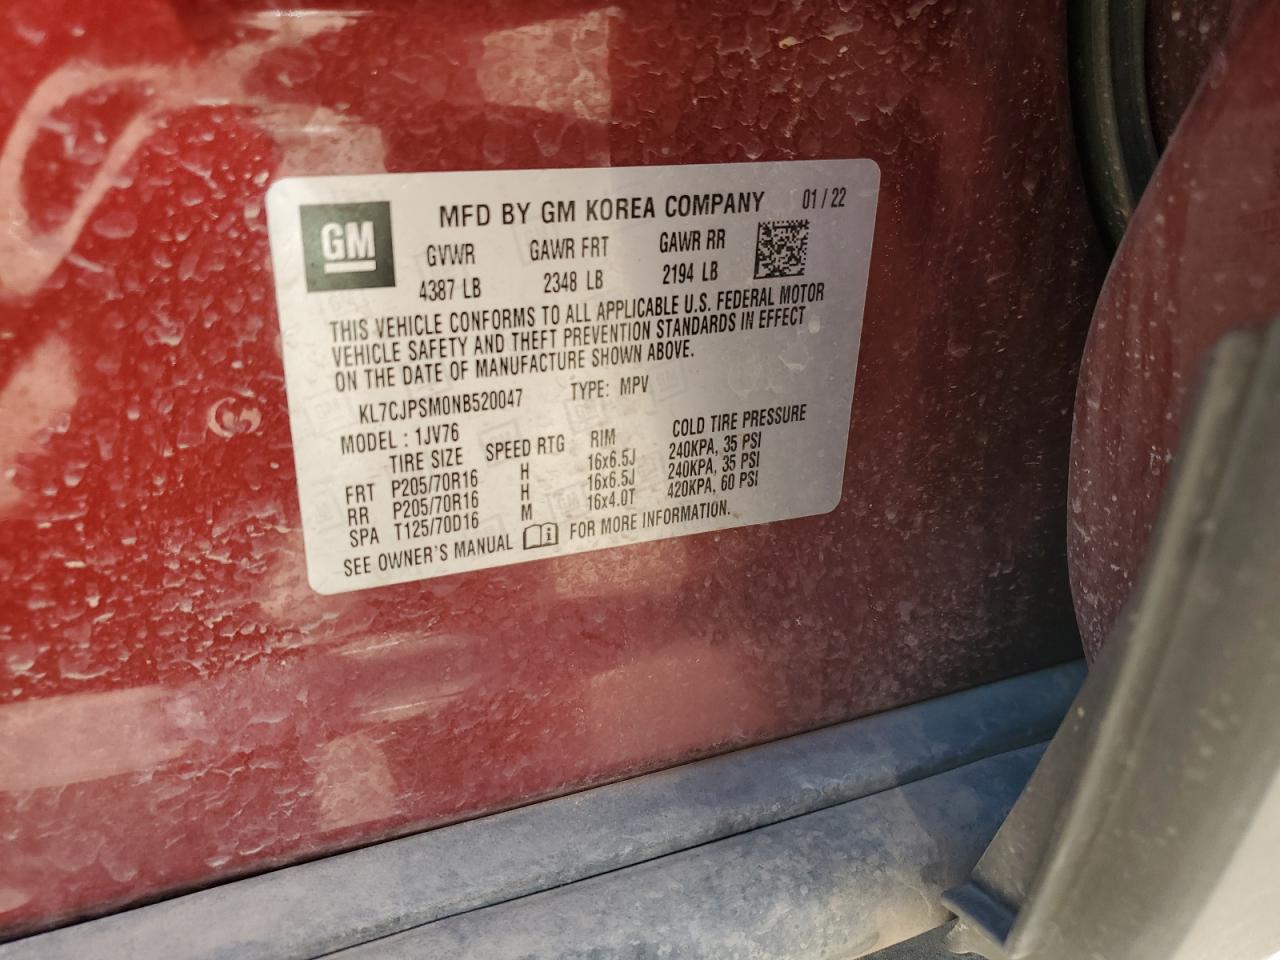 GM
MFD BY GM KOREA COMPANY 01 / 22
GVWR GAWR FRT GAWR RR
4387 LB 2348 LB 2194 LB
THIS VEHICLE CONFORMS TO ALL APPLICABLE U.S. FEDERAL MOTOR
VEHICLE SAFETY AND THEFT PREVENTION STANDARDS IN EFFECT
ON THE DATE OF MANUFACTURE SHOWN ABOVE.
KL7CJPSM0NB520047 TYPE: MPV
MODEL : 1JV76
TIRE SIZE SPEED RTG RIM COLD TIRE PRESSURE
FRT P205/70R16 H 16x6.5J 240KPA, 35 PSI
RR P205/70R16 H 16x6.5J 240KPA, 35 PSI
SPA T125/70D16 M 16x4.0T 420KPA, 60 PSI
SEE OWNER'S MANUAL FOR MORE INFORMATION.